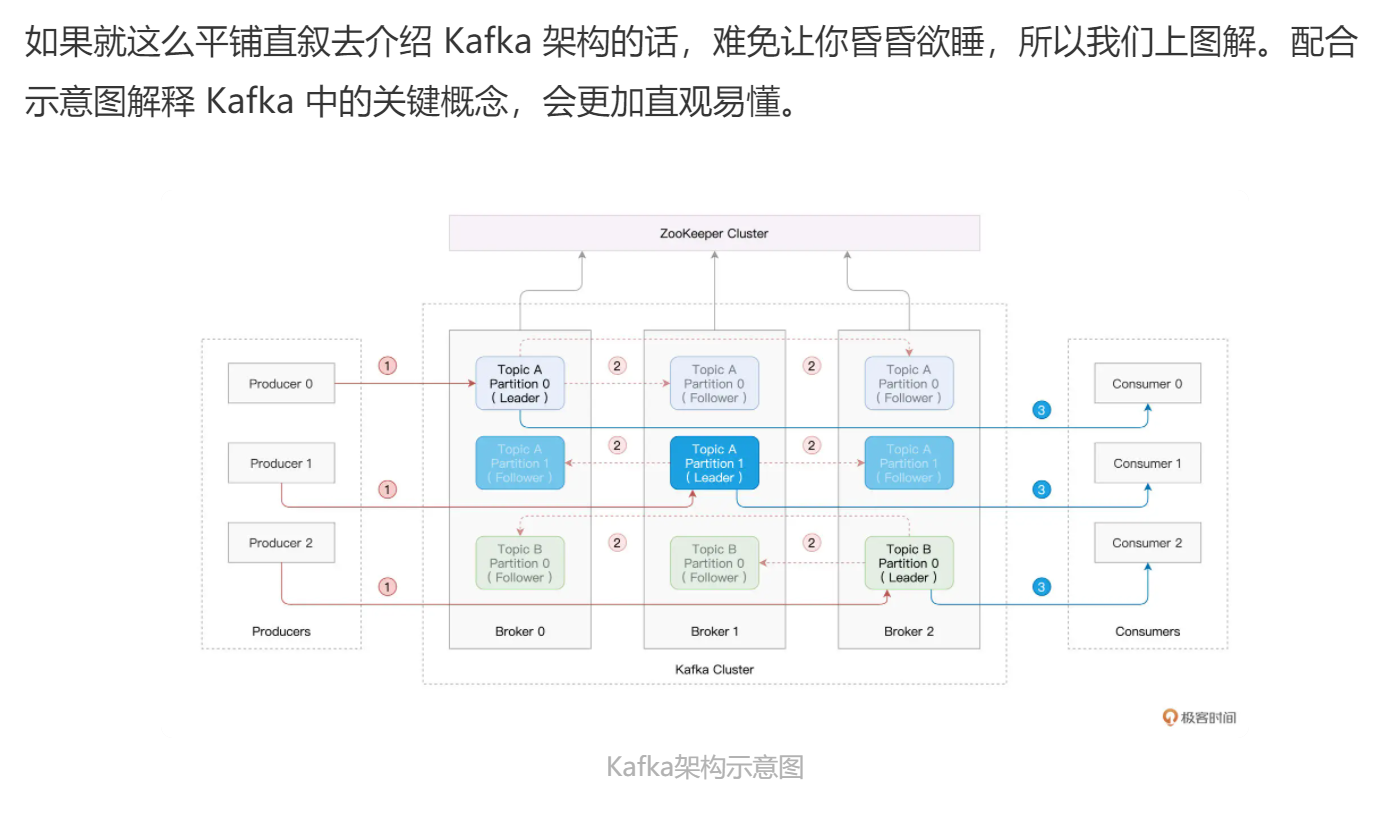 如果就这么平铺直叙去介绍 Kafka 架构的话，难免让你昏昏欲睡，所以我们上图解。配合
示意图解释 Kafka 中的关键概念，会更加直观易懂。
ZooKeeper Cluster
Producer 0
1
Topic A
Partition 0
( Leader )
2
Topic A
Partition 0
( Follower )
2
Topic A
Partition 0
( Follower )
3
Consumer 0
Producer 1
1
Topic A
Partition 1
( Follower )
2
Topic A
Partition 1
( Leader )
2
Topic A
Partition 1
( Follower )
3
Consumer 1
Producer 2
1
Topic B
Partition 0
( Follower )
2
Topic B
Partition 0
( Follower )
2
Topic B
Partition 0
( Leader )
3
Consumer 2
Producers
Broker 0
Broker 1
Broker 2
Consumers
Kafka Cluster
极客时间
Kafka架构示意图